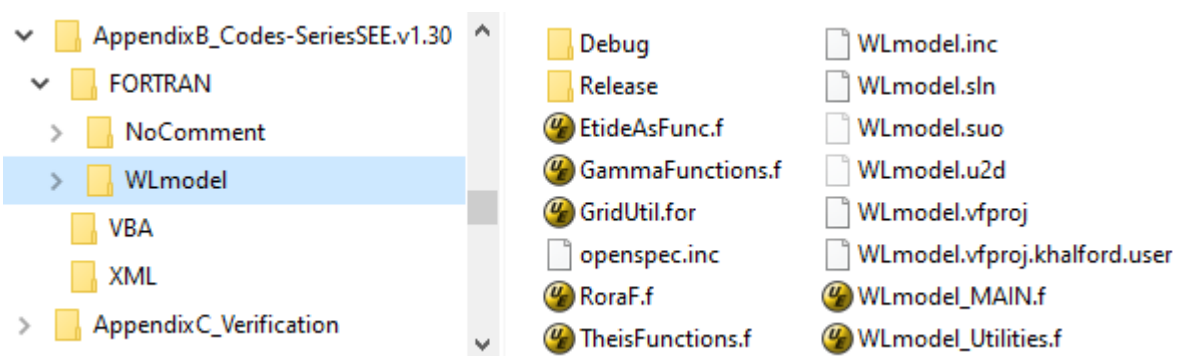 AppendixB_Codes-SeriesSEE.v1.30
FORTRAN
NoComment
WLmodel
VBA
XML
AppendixC_Verification
Debug
Release
EtideAsFunc.f
GammaFunctions.f
GridUtil.for
openspec.inc
RoraF.f
TheisFunctions.f
WLmodel.inc
WLmodel.sln
WLmodel.suo
WLmodel.u2d
WLmodel.vfproj
WLmodel.vfproj.khalford.user
WLmodel_MAIN.f
WLmodel_Utilities.f